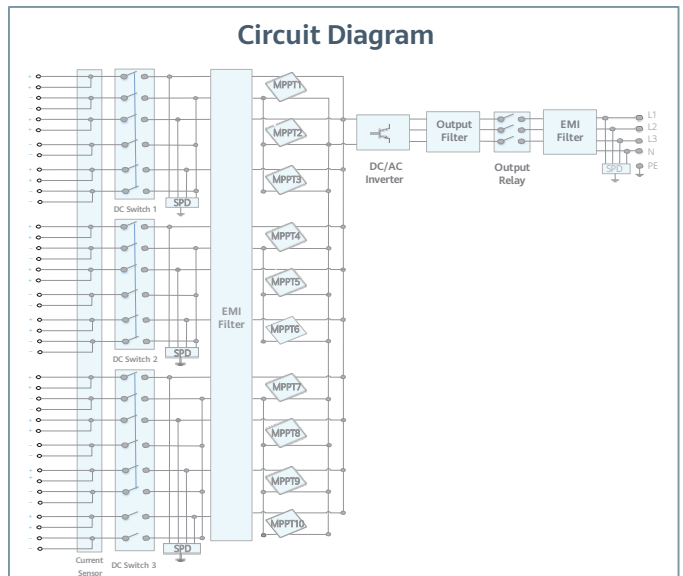 Circuit Diagram
MPPT1
MPPT2
MPPT3
SPD
DC Switch 1
MPPT4
MPPT5
MPPT6
EMI
Filter
SPD
DC Switch 2
MPPT7
MPPT8
MPPT9
MPPT10
SPD
Current
Sensor
DC Switch 3
DC/AC
Inverter
Output
Filter
Output
Relay
EMI
Filter
L1
L2
L3
N
SPD
PE